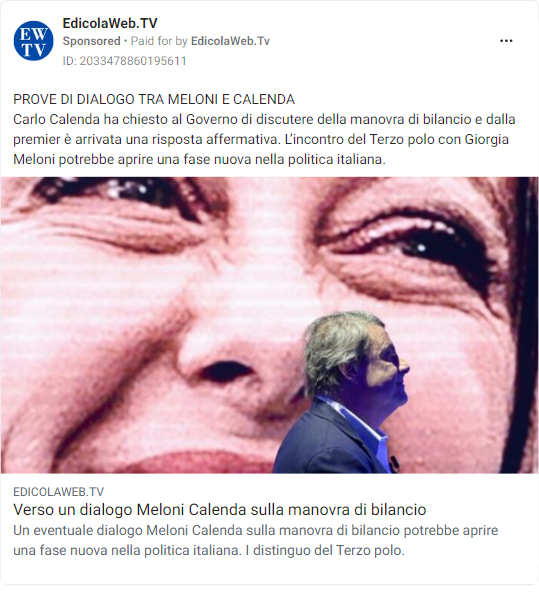 EW
TV
EdicolaWeb.TV
Sponsored • Paid for by EdicolaWeb.Tv
ID: 2033478860195611
PROVE DI DIALOGO TRA MELONI E CALENDA
Carlo Calenda ha chiesto al Governo di discutere della manovra di bilancio e dalla
premier è arrivata una risposta affermativa. L’incontro del Terzo polo con Giorgia
Meloni potrebbe aprire una fase nuova nella politica italiana.
EDICOLAWEB.TV
Verso un dialogo Meloni Calenda sulla manovra di bilancio
Un eventuale dialogo Meloni Calenda sulla manovra di bilancio potrebbe aprire
una fase nuova nella politica italiana. I distinguo del Terzo polo.